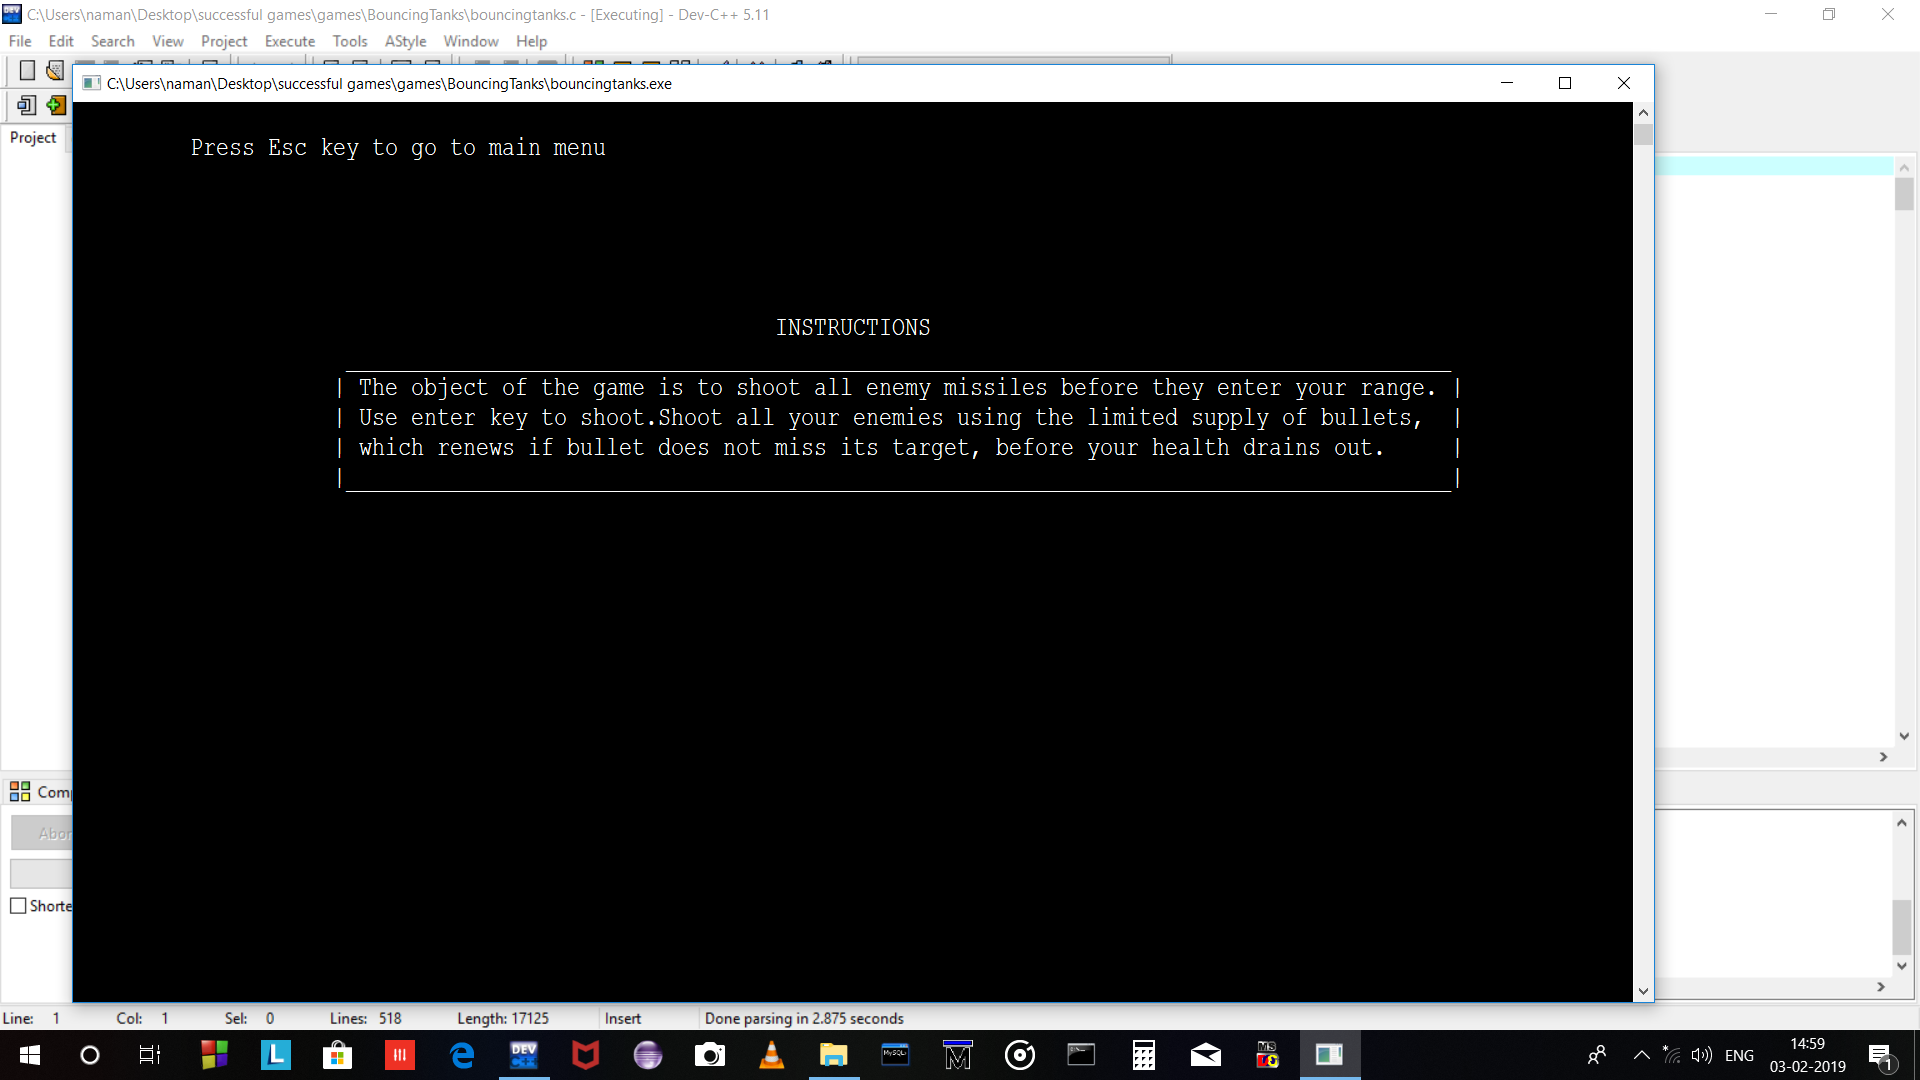 C:\Users\naman\Desktop\successful games\games\BouncingTanks\bouncingtanks.c - [Executing] - Dev-C++ 5.11
File Edit Search View Project Execute Tools AStyle Window Help
C:\Users\naman\Desktop\successful games\games\BouncingTanks\bouncingtanks.exe
Project
Press Esc key to go to main menu
INSTRUCTIONS
The object of the game is to shoot all enemy missiles before they enter your range.
Use enter key to shoot.Shoot all your enemies using the limited supply of bullets,
which renews if bullet does not miss its target, before your health drains out.
Comp
Abor
Shorte
Line: 1 Col: 1 Sel: 0 Lines: 518 Length: 17125 Insert Done parsing in 2.875 seconds
DEV C++
L
MySQL
M
ENG
14:59
03-02-2019
1